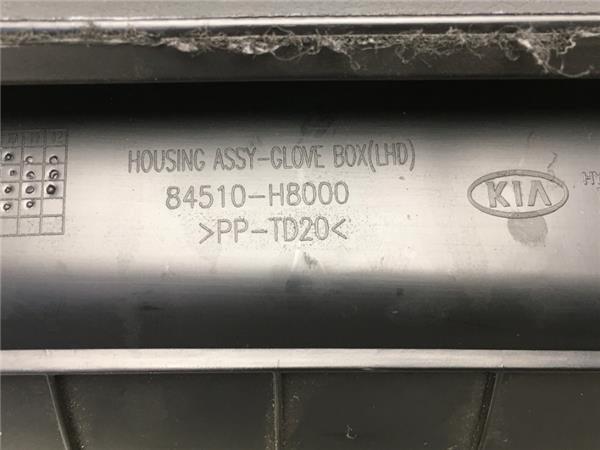 HOUSING ASSY-GLOVE BOX(LHD)
84510-H8000
>PP-TD20<
KIA